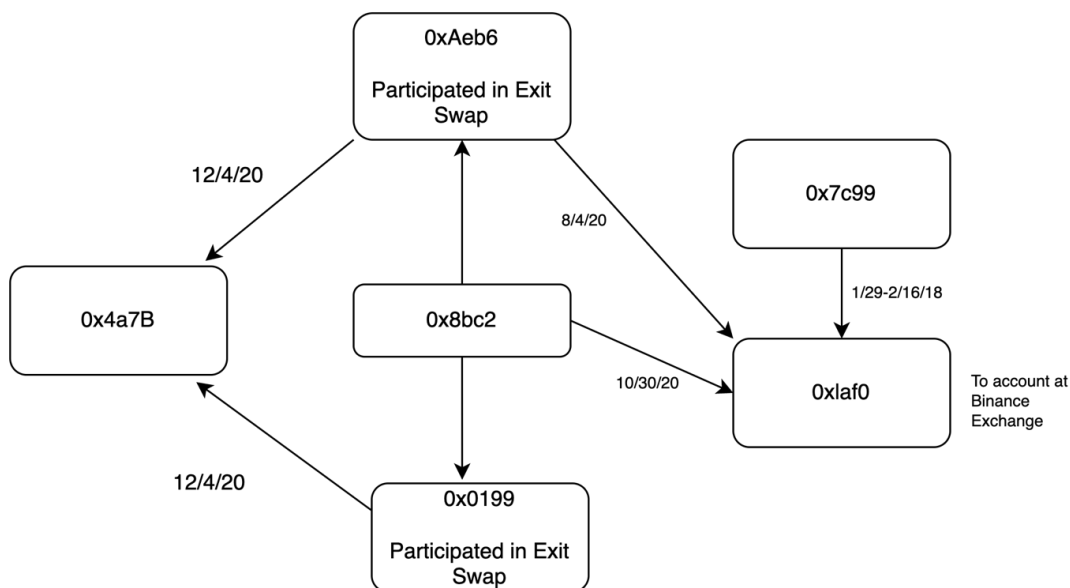 0xAeb6
Participated in Exit
Swap
12/4/20
8/4/20
0x7c99
1/29-2/16/18
0x4a7B
0x8bc2
10/30/20
0xlaf0
To account at
Binance
Exchange
12/4/20
0x0199
Participated in Exit
Swap